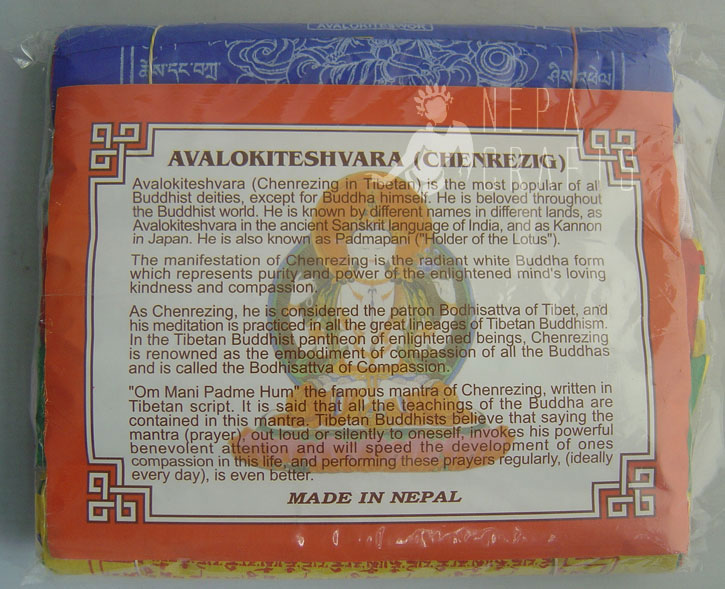 AVALOKITESHVAR
ཚེས་དང་བཀྲ
ཤིས་འཕེལ
NEPA
CRAFTS
AVALOKITESHVARA (CHENREZIG)
Avalokiteshvara (Chenrezing in Tibetan) is the most popular of all
Buddhist deities, except for Buddha himself. He is beloved throughout
the Buddhist world. He is known by different names in different lands, as
Avalokiteshvara in the ancient Sanskrit language of India, and as Kannon
in Japan. He is also known as Padmapani ("Holder of the Lotus").
The manifestation of Chenrezing is the radiant white Buddha form
which represents purity and power of the enlightened mind's loving
kindness and compassion.
As Chenrezing, he is considered the patron Bodhisattva of Tibet, and
his meditation is practiced in all the great lineages of Tibetan Buddhism.
In the Tibetan Buddhist pantheon of enlightened beings, Chenrezing
is renowned as the embodiment of compassion of all the Buddhas
and is called the Bodhisattva of Compassion.
"Om Mani Padme Hum" the famous mantra of Chenrezing, written in
Tibetan script. It is said that all the teachings of the Buddha are
contained in this mantra. Tibetan Buddhists believe that saying the
mantra (prayer), out loud or silently to oneself, invokes his powerful
benevolent attention and will speed the development of ones
compassion in this life, and performing these prayers regularly, (ideally
every day), is even better.
MADE IN NEPAL